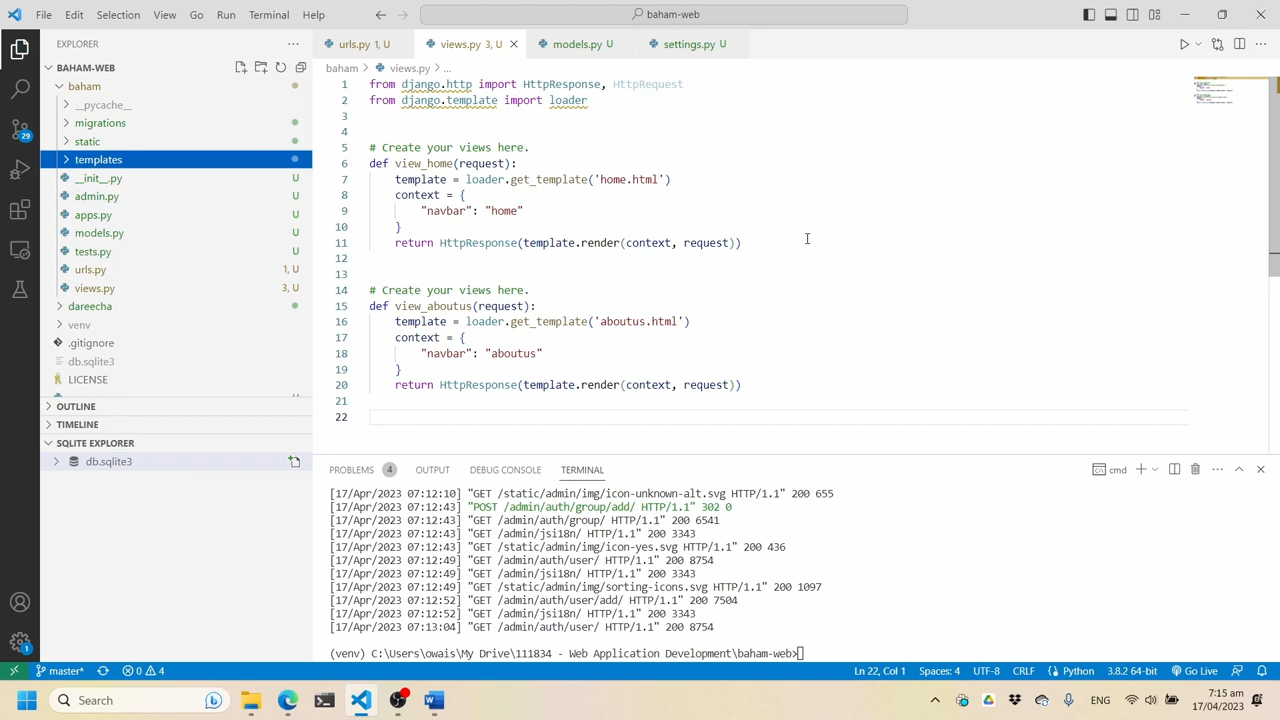 File Edit Selection View Go Run Terminal Help
baham-web
EXPLORER
urls.py 1, U
views.py 3, U
models.py U
settings.py U
BAHAM-WEB
baham > views.py > ...
baham
__pycache__
migrations
static
templates
__init__.py U
admin.py U
apps.py U
models.py U
tests.py U
urls.py 1, U
views.py 3, U
dareecha
venv
.gitignore U
db.sqlite3
LICENSE
OUTLINE
TIMELINE
SQLITE EXPLORER
db.sqlite3
29
1
1 from django.http import HttpResponse, HttpRequest
2 from django.template import loader
3
4
5 # Create your views here.
6 def view_home(request):
7 template = loader.get_template('home.html')
8 context = {
9 "navbar": "home"
10 }
11 return HttpResponse(template.render(context, request))
12
13
14 # Create your views here.
15 def view_aboutus(request):
16 template = loader.get_template('aboutus.html')
17 context = {
18 "navbar": "aboutus"
19 }
20 return HttpResponse(template.render(context, request))
21
22
PROBLEMS 4 OUTPUT DEBUG CONSOLE TERMINAL
cmd
[17/Apr/2023 07:12:10] "GET /static/admin/img/icon-unknown-alt.svg HTTP/1.1" 200 655
[17/Apr/2023 07:12:43] "POST /admin/auth/group/add/ HTTP/1.1" 302 0
[17/Apr/2023 07:12:43] "GET /admin/auth/group/ HTTP/1.1" 200 6541
[17/Apr/2023 07:12:43] "GET /admin/jsi18n/ HTTP/1.1" 200 3343
[17/Apr/2023 07:12:43] "GET /static/admin/img/icon-yes.svg HTTP/1.1" 200 436
[17/Apr/2023 07:12:49] "GET /admin/auth/user/ HTTP/1.1" 200 8754
[17/Apr/2023 07:12:49] "GET /admin/jsi18n/ HTTP/1.1" 200 3343
[17/Apr/2023 07:12:49] "GET /static/admin/img/sorting-icons.svg HTTP/1.1" 200 1097
[17/Apr/2023 07:12:52] "GET /admin/auth/user/add/ HTTP/1.1" 200 7504
[17/Apr/2023 07:12:52] "GET /admin/jsi18n/ HTTP/1.1" 200 3343
[17/Apr/2023 07:13:04] "GET /admin/auth/user/ HTTP/1.1" 200 8754
(venv) C:\Users\owais\My Drive\111834 - Web Application Development\baham-web>
master* 0 4 Ln 22, Col 1 Spaces: 4 UTF-8 CRLF Python 3.8.2 64-bit Go Live
Search
ENG
7:15 am
17/04/2023